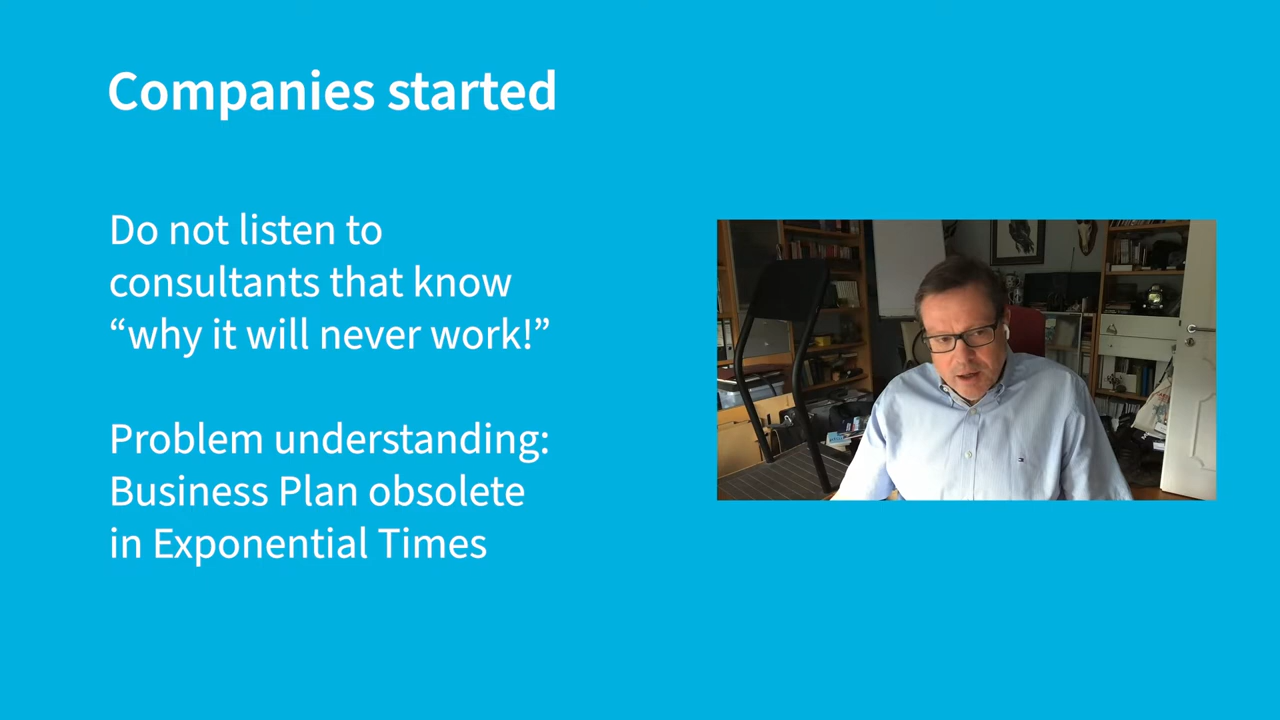 Companies started
Do not listen to
consultants that know
“why it will never work!”
Problem understanding:
Business Plan obsolete
in Exponential Times